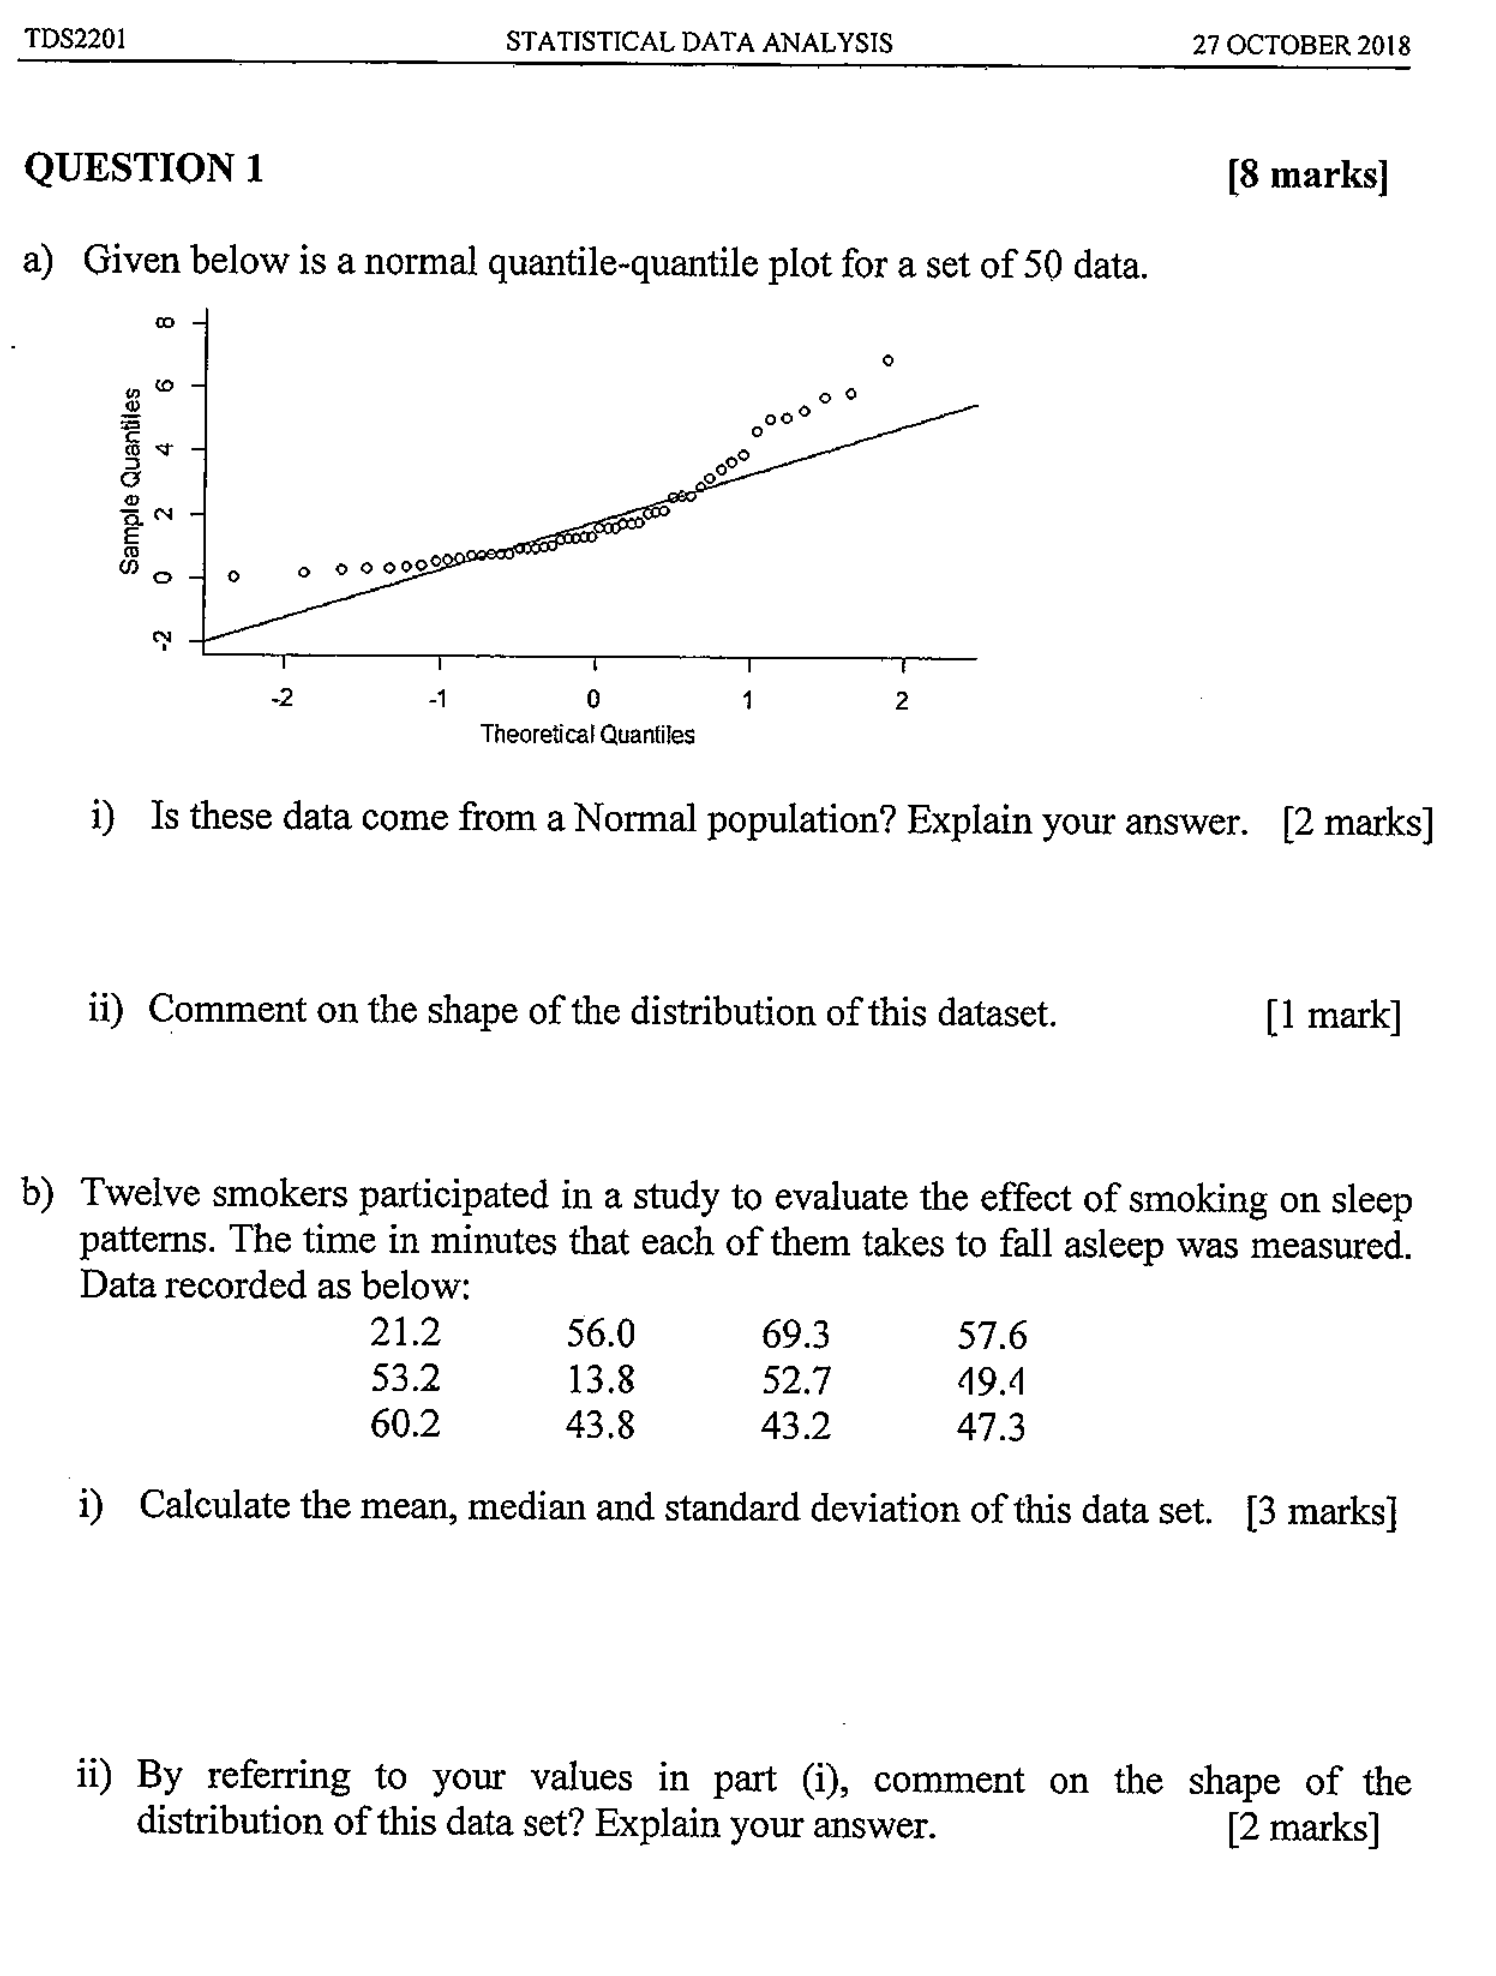 TDS2201 STATISTICAL DATA ANALYSIS 27 OCTOBER 2018
QUESTION 1 [8 marks]
a) Given below is a normal quantile-quantile plot for a set of 50 data.
8
6
4
2
0
-2
Sample Quantiles
-2 -1 0 1 2
Theoretical Quantiles
i) Is these data come from a Normal population? Explain your answer. [2 marks]
ii) Comment on the shape of the distribution of this dataset. [1 mark]
b) Twelve smokers participated in a study to evaluate the effect of smoking on sleep
patterns. The time in minutes that each of them takes to fall asleep was measured.
Data recorded as below:
21.2 56.0 69.3 57.6
53.2 13.8 52.7 49.4
60.2 43.8 43.2 47.3
i) Calculate the mean, median and standard deviation of this data set. [3 marks]
ii) By referring to your values in part (i), comment on the shape of the
distribution of this data set? Explain your answer. [2 marks]